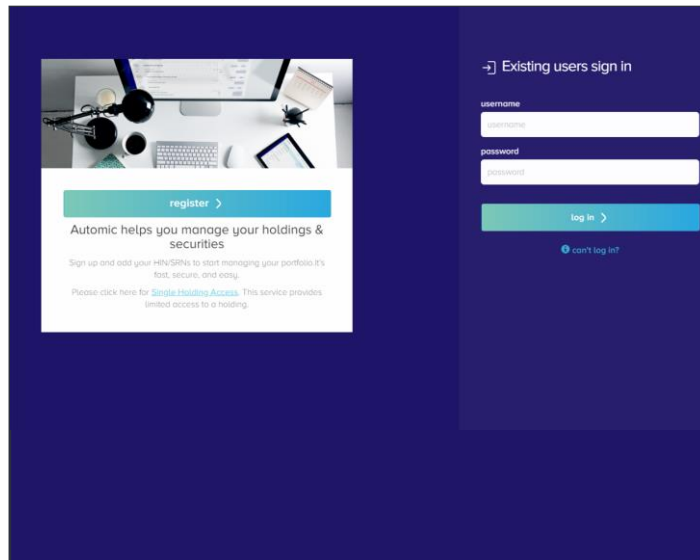 register
Automic helps you manage your holdings &
securities
Sign up and add your HIN/SRNs to start managing your portfolio.It's
fast, secure, and easy.
Please click here for Single Holding Access. This service provides
limited access to a holding.
Existing users sign in
username
username
password
password
log in
can't log in?